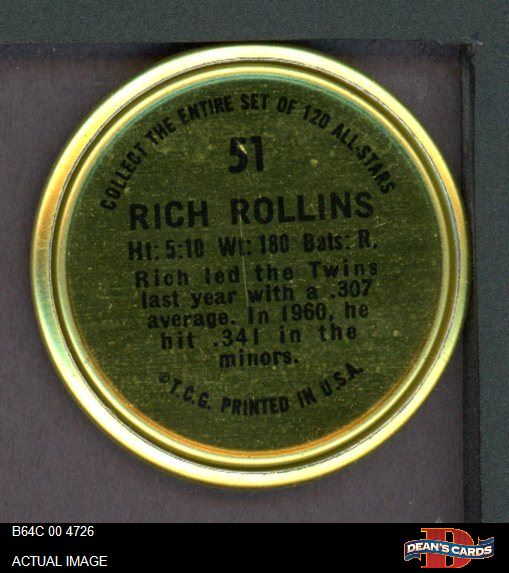 COLLECT THE ENTIRE SET OF 120 ALL-STARS
51
RICH ROLLINS
Ht: 5:10 Wt: 180 Bats: R.
Rich led the Twins
last year with a .307
average. In 1960, he
hit .341 in the
minors.
©T.C.G. PRINTED IN U.S.A.
B64C 00 4726
ACTUAL IMAGE
D
DEAN'S CARDS